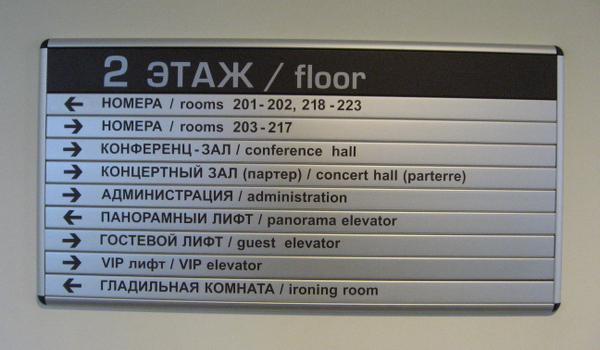 2 ЭТАЖ / floor
← НОМЕРА / rooms 201-202, 218-223
→ НОМЕРА / rooms 203-217
→ КОНФЕРЕНЦ-ЗАЛ / conference hall
→ КОНЦЕРТНЫЙ ЗАЛ (партер) / concert hall (parterre)
→ АДМИНИСТРАЦИЯ / administration
← ПАНОРАМНЫЙ ЛИФТ / panorama elevator
→ ГОСТЕВОЙ ЛИФТ / guest elevator
→ VIP лифт / VIP elevator
← ГЛАДИЛЬНАЯ КОМНАТА / ironing room